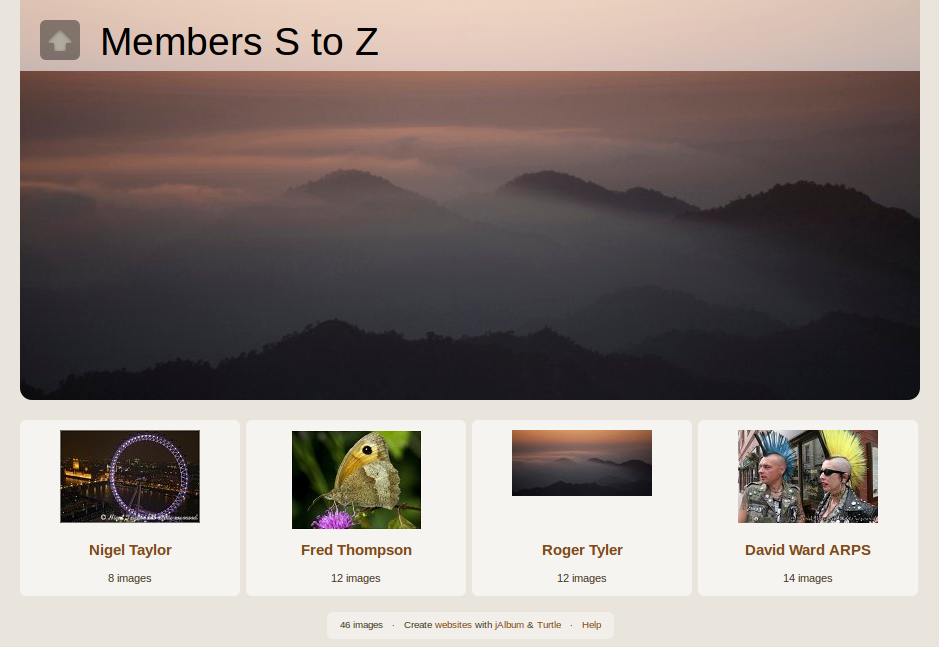 Members S to Z
Nigel Taylor
8 images
Fred Thompson
12 images
Roger Tyler
12 images
David Ward ARPS
14 images
46 images · Create websites with jAlbum & Turtle · Help